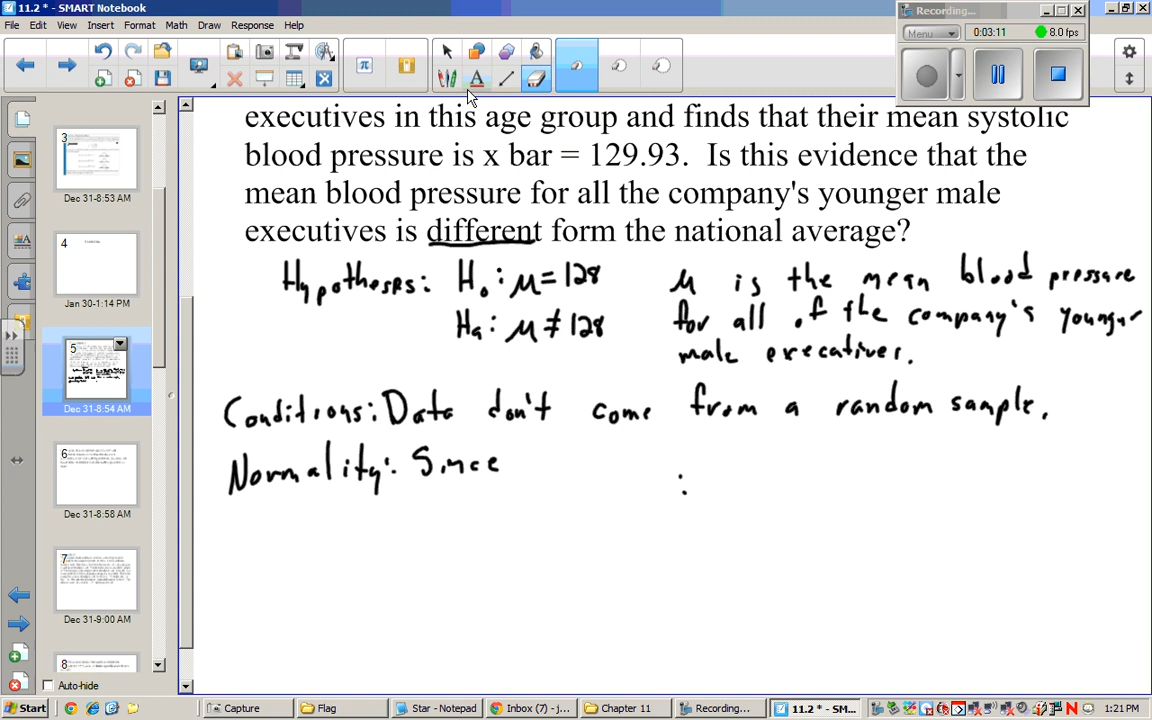 11.2 * - SMART Notebook
File Edit View Insert Format Math Draw Response Help
Recording...
Menu 0:03:11 8.0 fps
3
Dec 31-8:53 AM
4
Jan 30-1:14 PM
5
Dec 31-8:54 AM
6
Dec 31-8:58 AM
7
Dec 31-9:00 AM
8
Auto-hide
executives in this age group and finds that their mean systolic
blood pressure is x bar = 129.93. Is this evidence that the
mean blood pressure for all the company's younger male
executives is different form the national average?
Hypotheses: H₀: μ = 128 μ is the mean blood pressure
Hₐ: μ ≠ 128 for all of the company's younger
male executives.
Conditions: Data don't come from a random sample.
Normality: Since
Start Capture Flag Star - Notepad Inbox (7) - j... Chapter 11 Recording... 11.2 * - SM... 1:21 PM